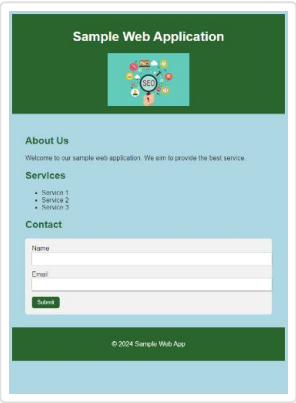 Sample Web Application
SEO
About Us
Welcome to our sample web application. We aim to provide the best service.
Services
Service 1
Service 2
Service 3
Contact
Name
Email
Submit
© 2024 Sample Web App